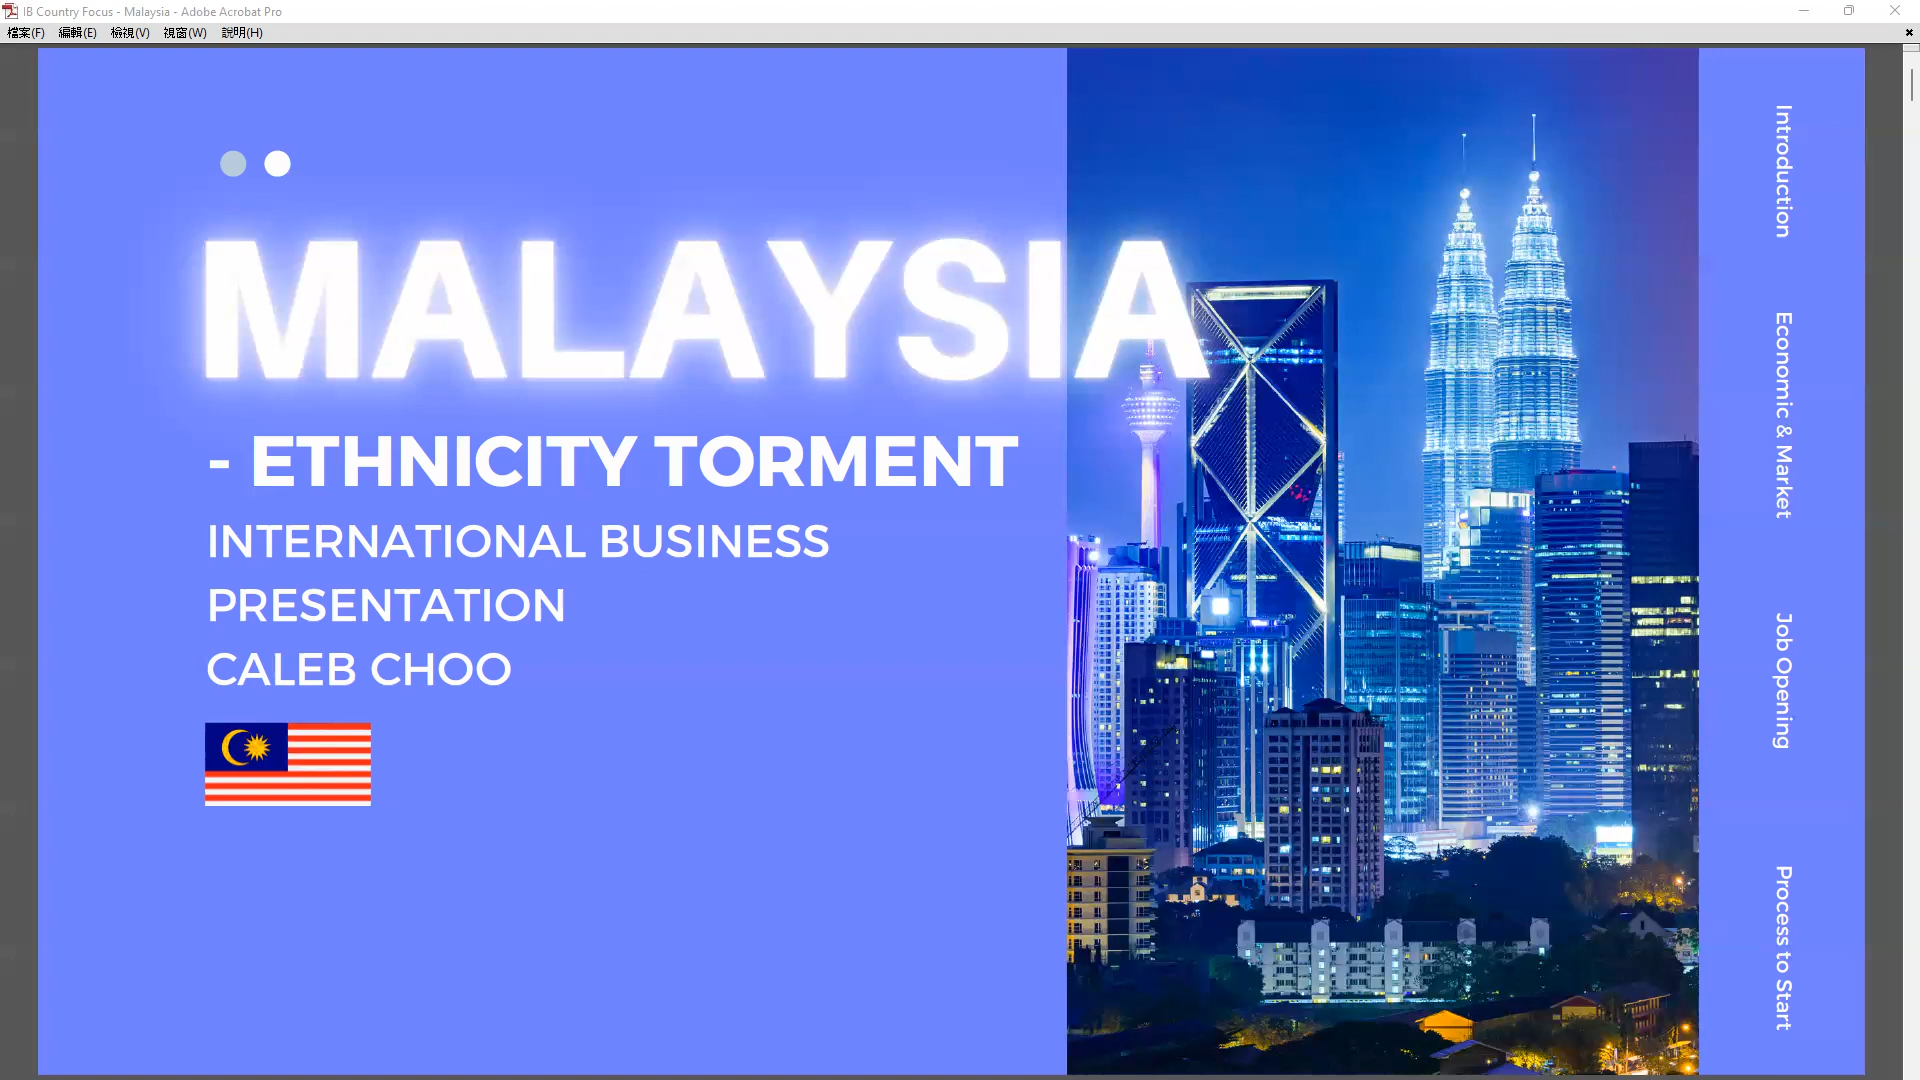 IB Country Focus - Malaysia - Adobe Acrobat Pro
檔案(F) 編輯(E) 檢視(V) 視窗(W) 說明(H)
MALAYSIA
- ETHNICITY TORMENT
INTERNATIONAL BUSINESS
PRESENTATION
CALEB CHOO
Introduction
Economic & Market
Job Opening
Process to Start